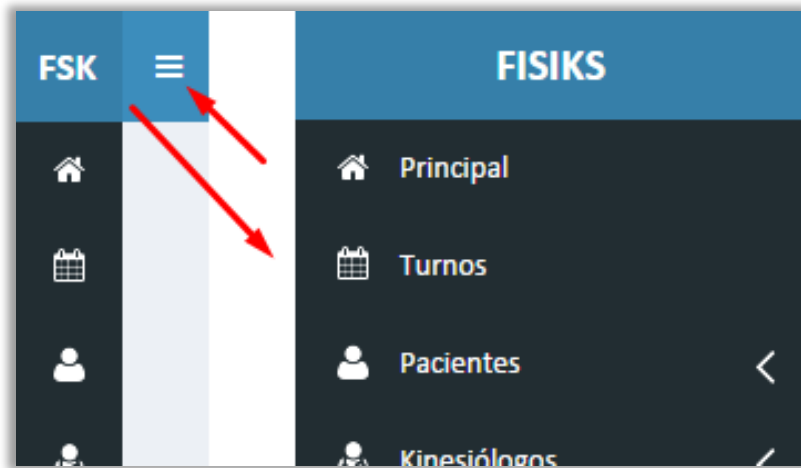 FSK
FISIKS
Principal
Turnos
Pacientes
Kinesiólogos